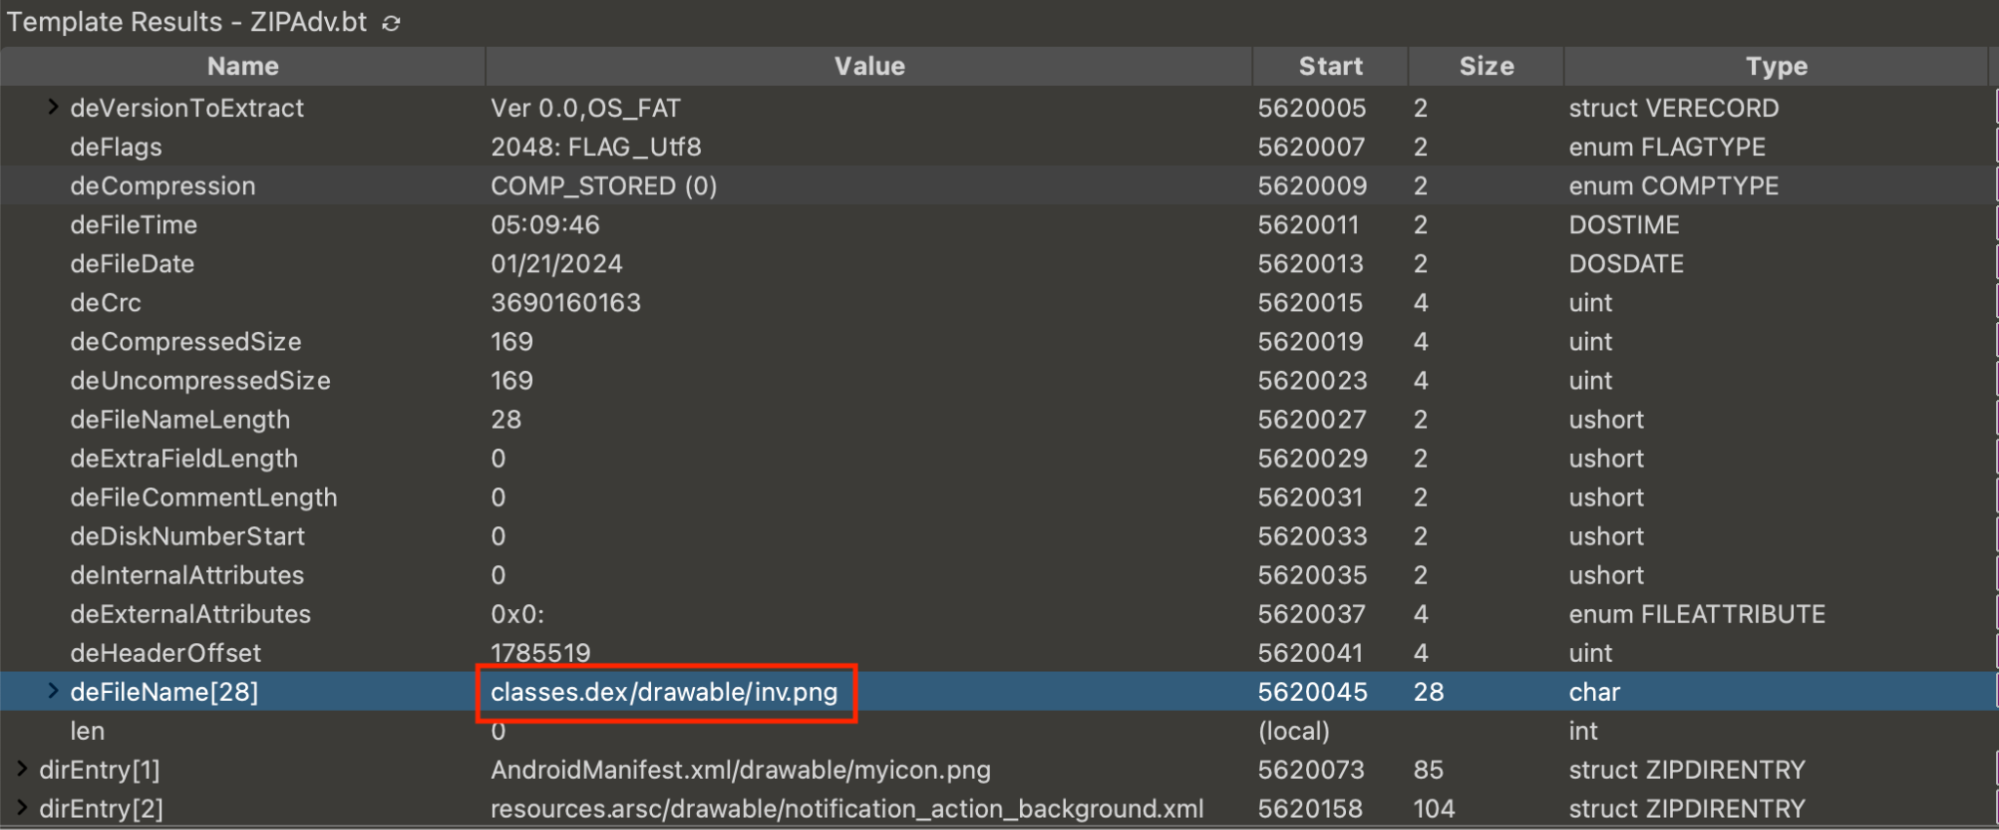 Template Results - ZIPAdv.bt
Name Value Start Size Type
deVersionToExtract Ver 0.0,OS_FAT 5620005 2 struct VERECORD
deFlags 2048: FLAG_Utf8 5620007 2 enum FLAGTYPE
deCompression COMP_STORED (0) 5620009 2 enum COMPTYPE
deFileTime 05:09:46 5620011 2 DOSTIME
deFileDate 01/21/2024 5620013 2 DOSDATE
deCrc 3690160163 5620015 4 uint
deCompressedSize 169 5620019 4 uint
deUncompressedSize 169 5620023 4 uint
deFileNameLength 28 5620027 2 ushort
deExtraFieldLength 0 5620029 2 ushort
deFileCommentLength 0 5620031 2 ushort
deDiskNumberStart 0 5620033 2 ushort
deInternalAttributes 0 5620035 2 ushort
deExternalAttributes 0x0: 5620037 4 enum FILEATTRIBUTE
deHeaderOffset 1785519 5620041 4 uint
deFileName[28] classes.dex/drawable/inv.png 5620045 28 char
len 0 (local) int
dirEntry[1] AndroidManifest.xml/drawable/myicon.png 5620073 85 struct ZIPDIRENTRY
dirEntry[2] resources.arsc/drawable/notification_action_background.xml 5620158 104 struct ZIPDIRENTRY